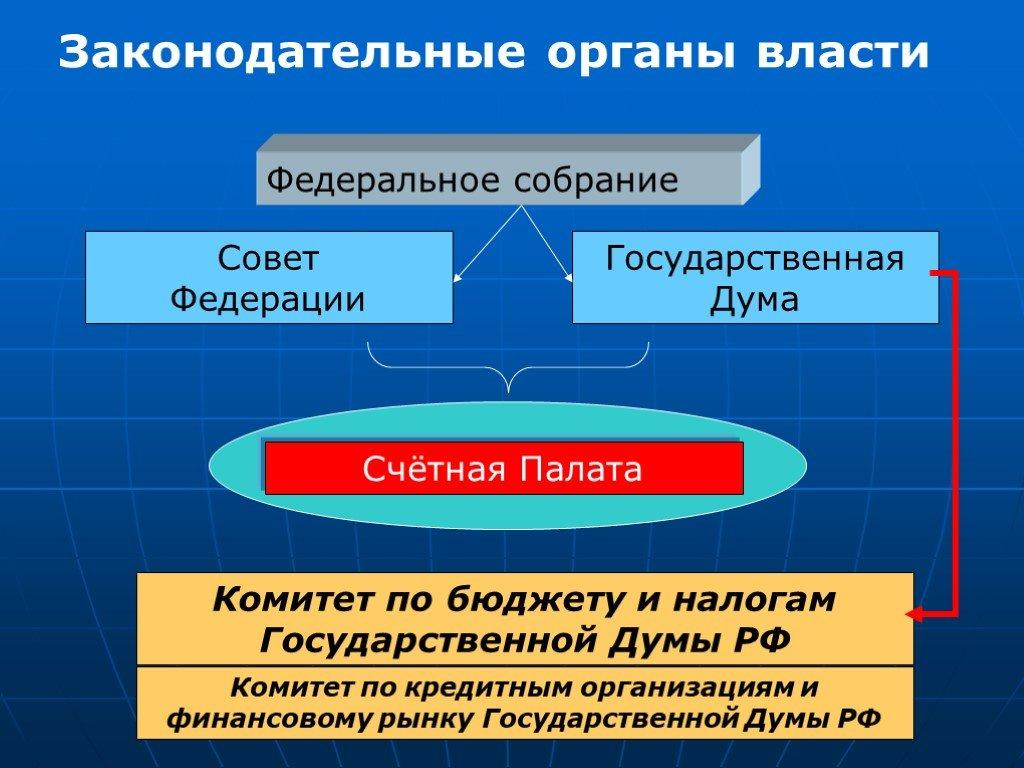 Законодательные органы власти
Федеральное собрание
Совет
Федерации
Государственная
Дума
Счётная Палата
Комитет по бюджету и налогам
Государственной Думы РФ
Комитет по кредитным организациям и
финансовому рынку Государственной Думы РФ